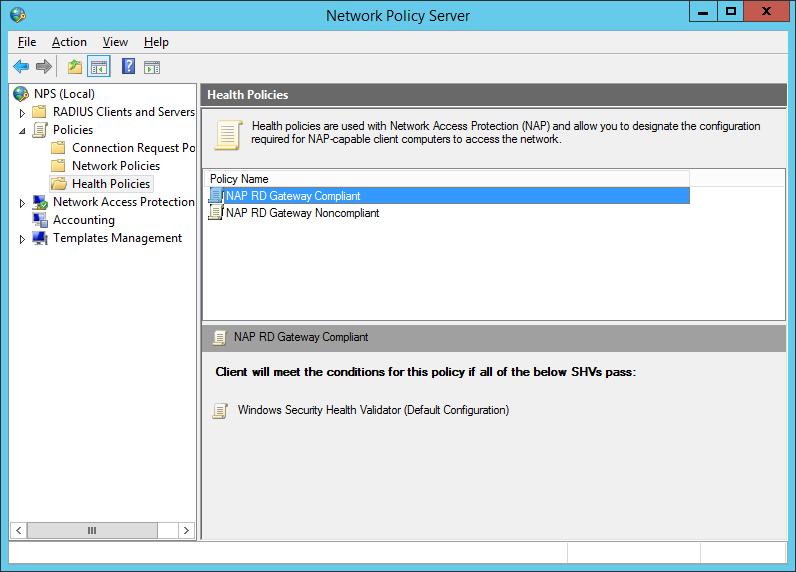 Network Policy Server
File Action View Help
NPS (Local)
RADIUS Clients and Servers
Policies
Connection Request Po
Network Policies
Health Policies
Network Access Protection
Accounting
Templates Management
Health Policies
Health policies are used with Network Access Protection (NAP) and allow you to designate the configuration
required for NAP-capable client computers to access the network.
Policy Name
NAP RD Gateway Compliant
NAP RD Gateway Noncompliant
NAP RD Gateway Compliant
Client will meet the conditions for this policy if all of the below SHVs pass:
Windows Security Health Validator (Default Configuration)